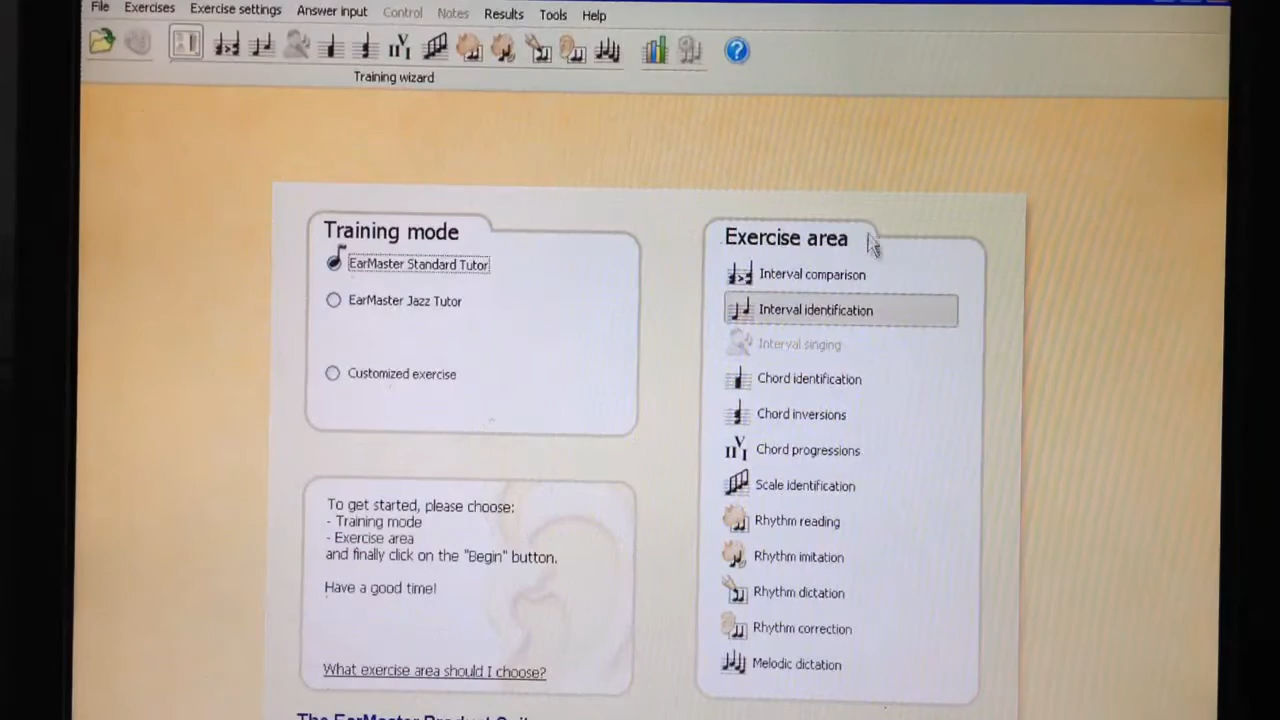 File Exercises Exercise settings Answer input Control Notes Results Tools Help
Training wizard
Training mode
EarMaster Standard Tutor
EarMaster Jazz Tutor
Customized exercise
To get started, please choose:
- Training mode
- Exercise area
and finally click on the "Begin" button.
Have a good time!
What exercise area should I choose?
Exercise area
Interval comparison
Interval identification
Interval singing
Chord identification
Chord inversions
Chord progressions
Scale identification
Rhythm reading
Rhythm imitation
Rhythm dictation
Rhythm correction
Melodic dictation
The EarMaster Product